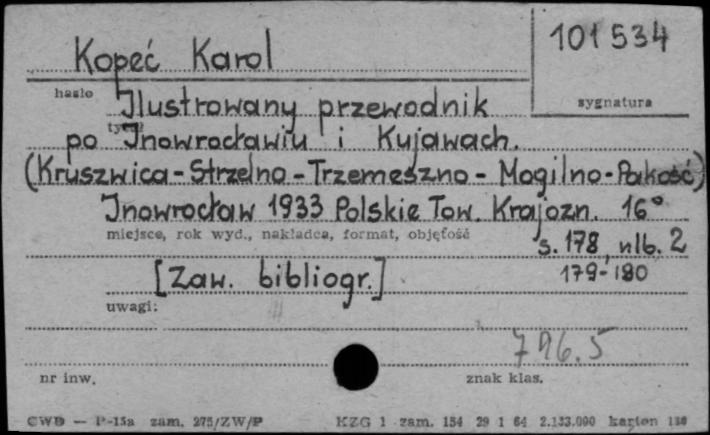 101534
Kopeć Karol
hasło
sygnatura
Ilustrowany przewodnik
tytuł
po Inowrocławiu i Kujawach.
(Kruszwica - Strzelno - Trzemeszno - Mogilno - Pakość)
Inowrocław 1933 Polskie Tow. Krajozn. 16°
miejsce, rok wyd., nakładca, format, objętość
s. 178, nlb. 2
[Zaw. bibliogr.] 179-180
uwagi:
796.5
nr inw.
znak klas.
CWD — P-15a zam. 275/ZW/P
KZG 1 zam. 154 29 1 64 2.133.000 karton